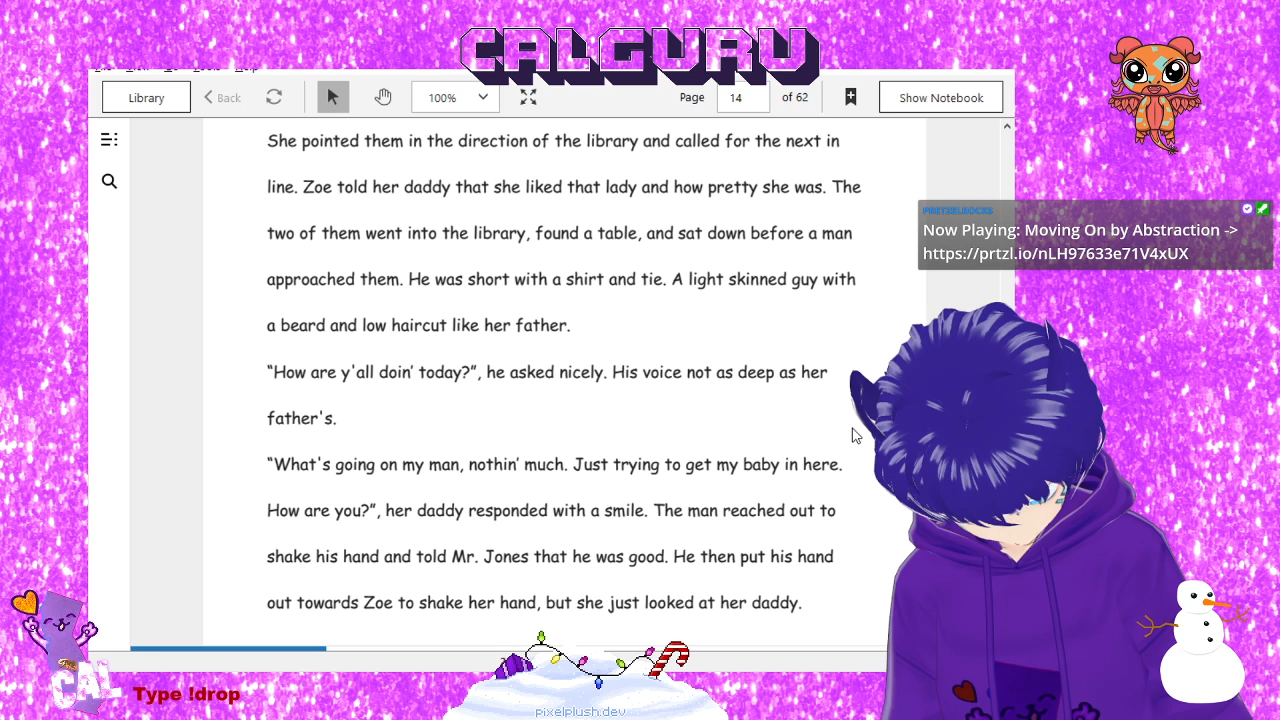 CALGURU
Library
Back
100%
Page 14 of 62
Show Notebook
She pointed them in the direction of the library and called for the next in
line. Zoe told her daddy that she liked that lady and how pretty she was. The
two of them went into the library, found a table, and sat down before a man
approached them. He was short with a shirt and tie. A light skinned guy with
a beard and low haircut like her father.
“How are y'all doin’ today?”, he asked nicely. His voice not as deep as her
father's.
“What's going on my man, nothin’ much. Just trying to get my baby in here.
How are you?”, her daddy responded with a smile. The man reached out to
shake his hand and told Mr. Jones that he was good. He then put his hand
out towards Zoe to shake her hand, but she just looked at her daddy.
PRETZELROCKS
Now Playing: Moving On by Abstraction ->
https://prtzl.io/nLH97633e71V4xUX
CAL
Type !drop
pixelplush.dev